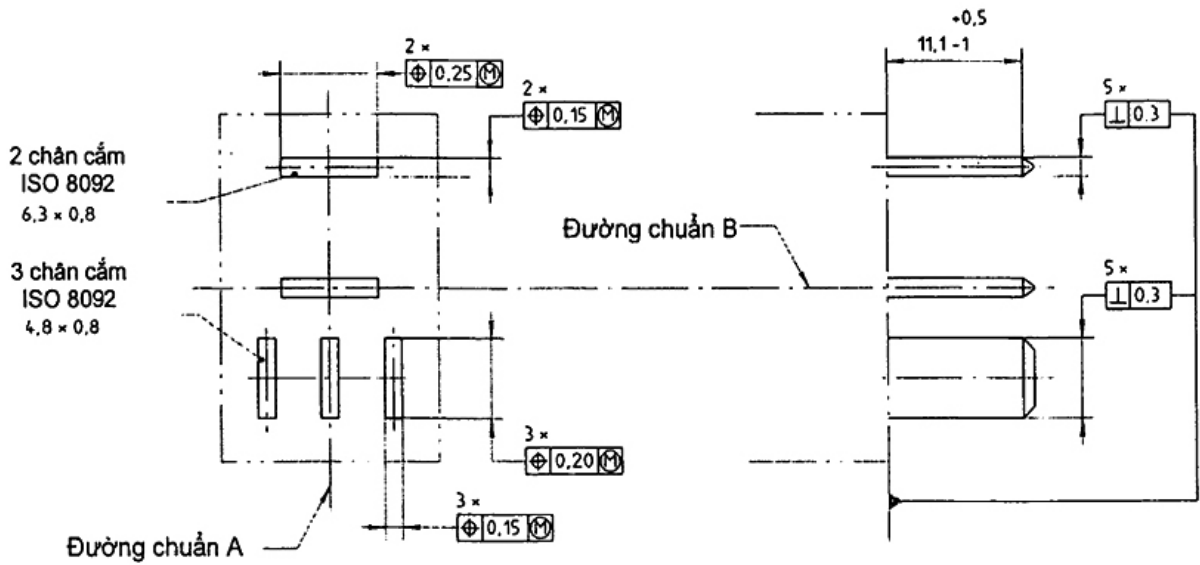 +0,5
11,1 -1
2 ×
⌖ 0,25 Ⓜ
2 ×
⌖ 0,15 Ⓜ
5 ×
⊥ 0.3
2 chân cắm
ISO 8092
6,3 × 0,8
Đường chuẩn B
3 chân cắm
ISO 8092
4,8 × 0,8
5 ×
⊥ 0.3
3 ×
⌖ 0,20 Ⓜ
3 ×
⌖ 0,15 Ⓜ
Đường chuẩn A